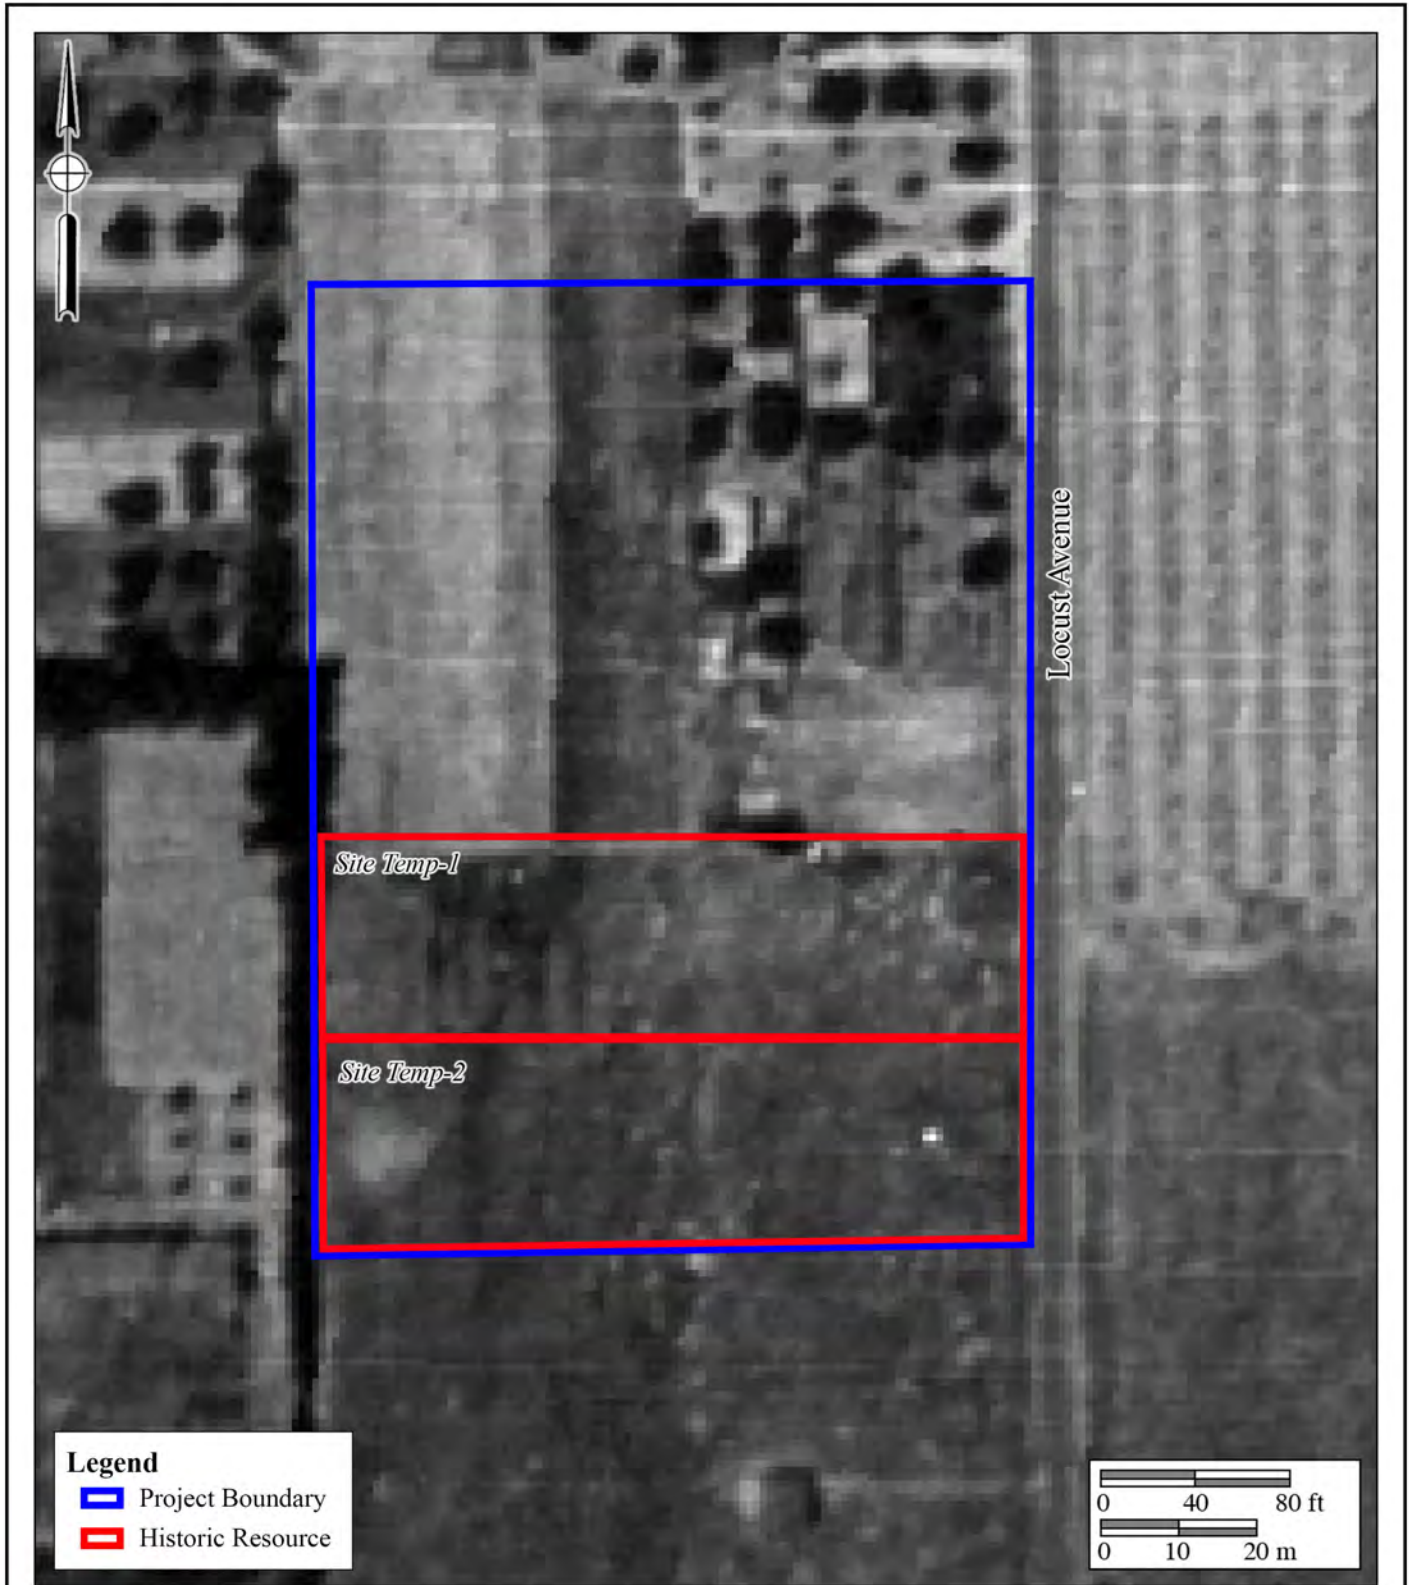 Locust Avenue
Site Temp-1
Site Temp-2
Legend
Project Boundary
Historic Resource
0 40 80 ft
0 10 20 m